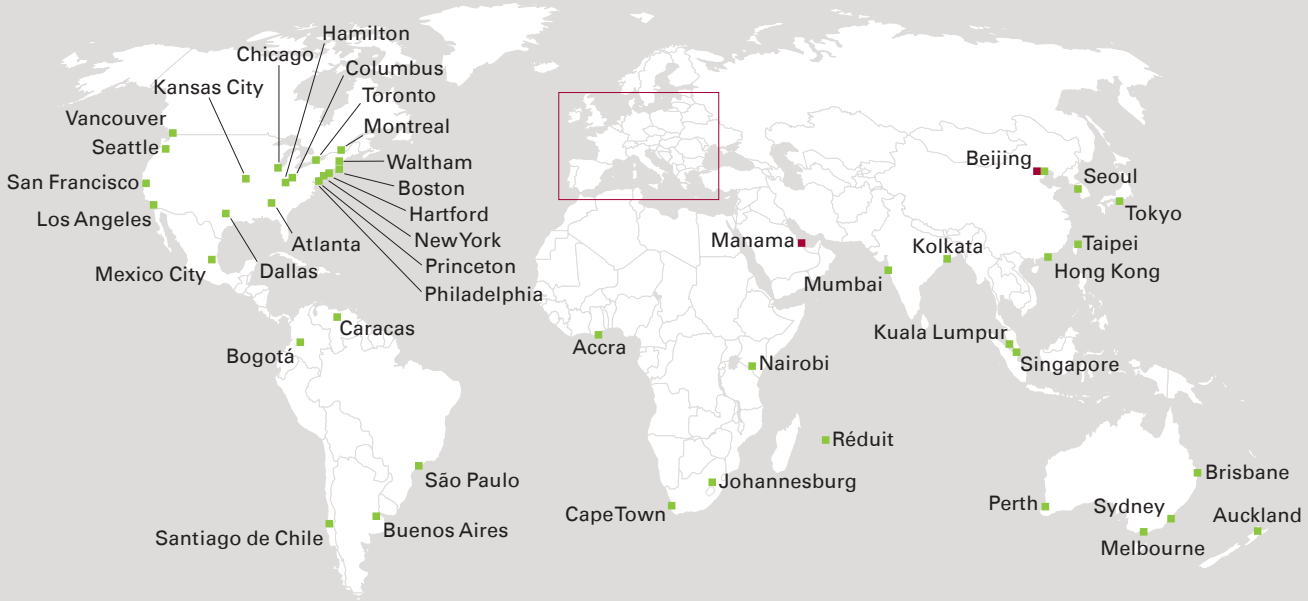 Hamilton
Chicago
Columbus
Kansas City
Toronto
Vancouver
Montreal
Seattle
Waltham
San Francisco
Boston
Los Angeles
Hartford
Atlanta
New York
Mexico City
Dallas
Princeton
Philadelphia
Caracas
Bogotá
São Paulo
Santiago de Chile
Buenos Aires
Accra
Nairobi
Réduit
Johannesburg
Cape Town
Manama
Beijing
Seoul
Tokyo
Kolkata
Taipei
Mumbai
Hong Kong
Kuala Lumpur
Singapore
Brisbane
Perth
Sydney
Auckland
Melbourne